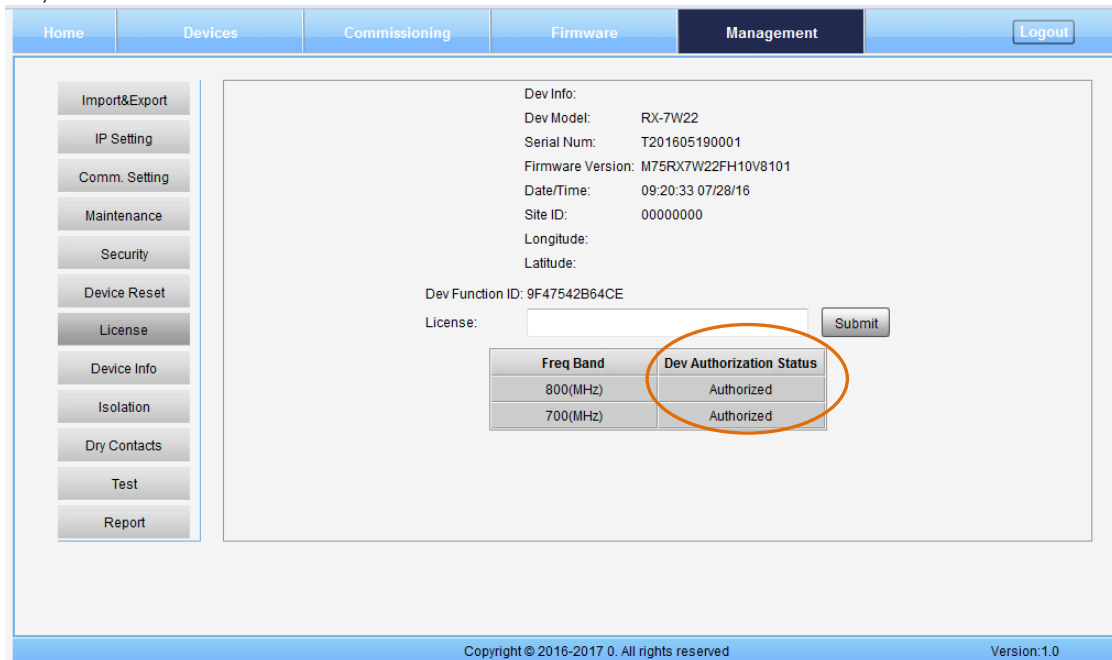 Home Devices Commissioning Firmware Management Logout
Import&Export
IP Setting
Comm. Setting
Maintenance
Security
Device Reset
License
Device Info
Isolation
Dry Contacts
Test
Report
Dev Info:
Dev Model: RX-7W22
Serial Num: T201605190001
Firmware Version: M75RX7W22FH10V8101
Date/Time: 09:20:33 07/28/16
Site ID: 00000000
Longitude:
Latitude:
Dev Function ID: 9F47542B64CE
License: Submit
Freq Band Dev Authorization Status
800(MHz) Authorized
700(MHz) Authorized
Copyright © 2016-2017 0. All rights reserved Version:1.0